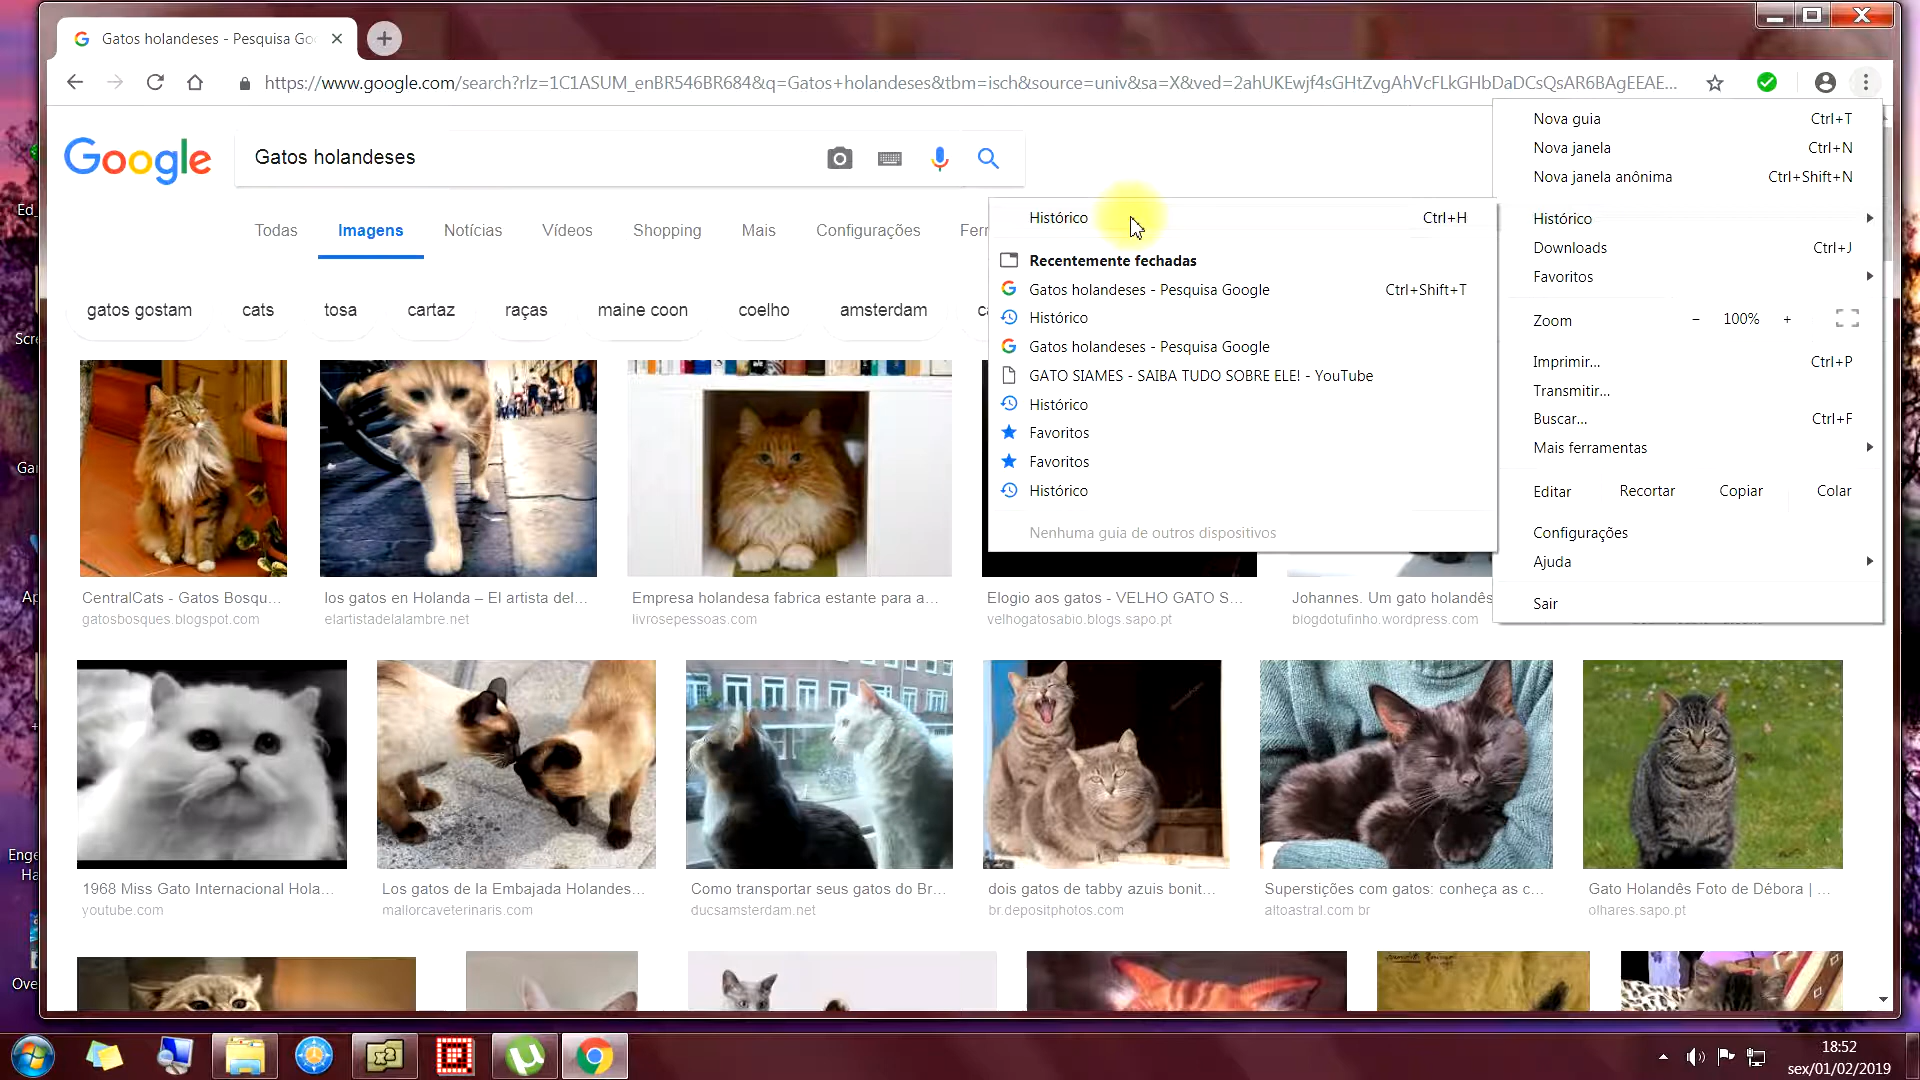 Gatos holandeses - Pesquisa Go
https://www.google.com/search?rlz=1C1ASUM_enBR546BR684&q=Gatos+holandeses&tbm=isch&source=univ&sa=X&ved=2ahUKEwjf4sGHtZvgAhVcFLkGHbDaDCsQsAR6BAgEEAE...
Google
Gatos holandeses
Todas
Imagens
Notícias
Vídeos
Shopping
Mais
Configurações
Ferr
gatos gostam
cats
tosa
cartaz
raças
maine coon
coelho
amsterdam
Nova guia Ctrl+T
Nova janela Ctrl+N
Nova janela anônima Ctrl+Shift+N
Histórico
Downloads Ctrl+J
Favoritos
Zoom − 100% +
Imprimir... Ctrl+P
Transmitir...
Buscar... Ctrl+F
Mais ferramentas
Editar Recortar Copiar Colar
Configurações
Ajuda
Sair
Histórico Ctrl+H
Recentemente fechadas
Gatos holandeses - Pesquisa Google Ctrl+Shift+T
Histórico
Gatos holandeses - Pesquisa Google
GATO SIAMES - SAIBA TUDO SOBRE ELE! - YouTube
Histórico
Favoritos
Favoritos
Histórico
Nenhuma guia de outros dispositivos
CentralCats - Gatos Bosqu...
gatosbosques.blogspot.com
los gatos en Holanda – El artista del...
elartistadelalambre.net
Empresa holandesa fabrica estante para a...
livrosepessoas.com
Elogio aos gatos - VELHO GATO S...
velhogatosabio.blogs.sapo.pt
Johannes. Um gato holandês
blogdotufinho.wordpress.com
1968 Miss Gato Internacional Hola...
youtube.com
Los gatos de la Embajada Holandes...
mallorcaveterinaris.com
Como transportar seus gatos do Br...
ducsamsterdam.net
dois gatos de tabby azuis bonit...
br.depositphotos.com
Superstições com gatos: conheça as c...
altoastral.com br
Gato Holandês Foto de Débora | ...
olhares.sapo.pt
Ed_
Scre
Gar
Ap
Enge
Ha
Ove
18:52
sex/01/02/2019